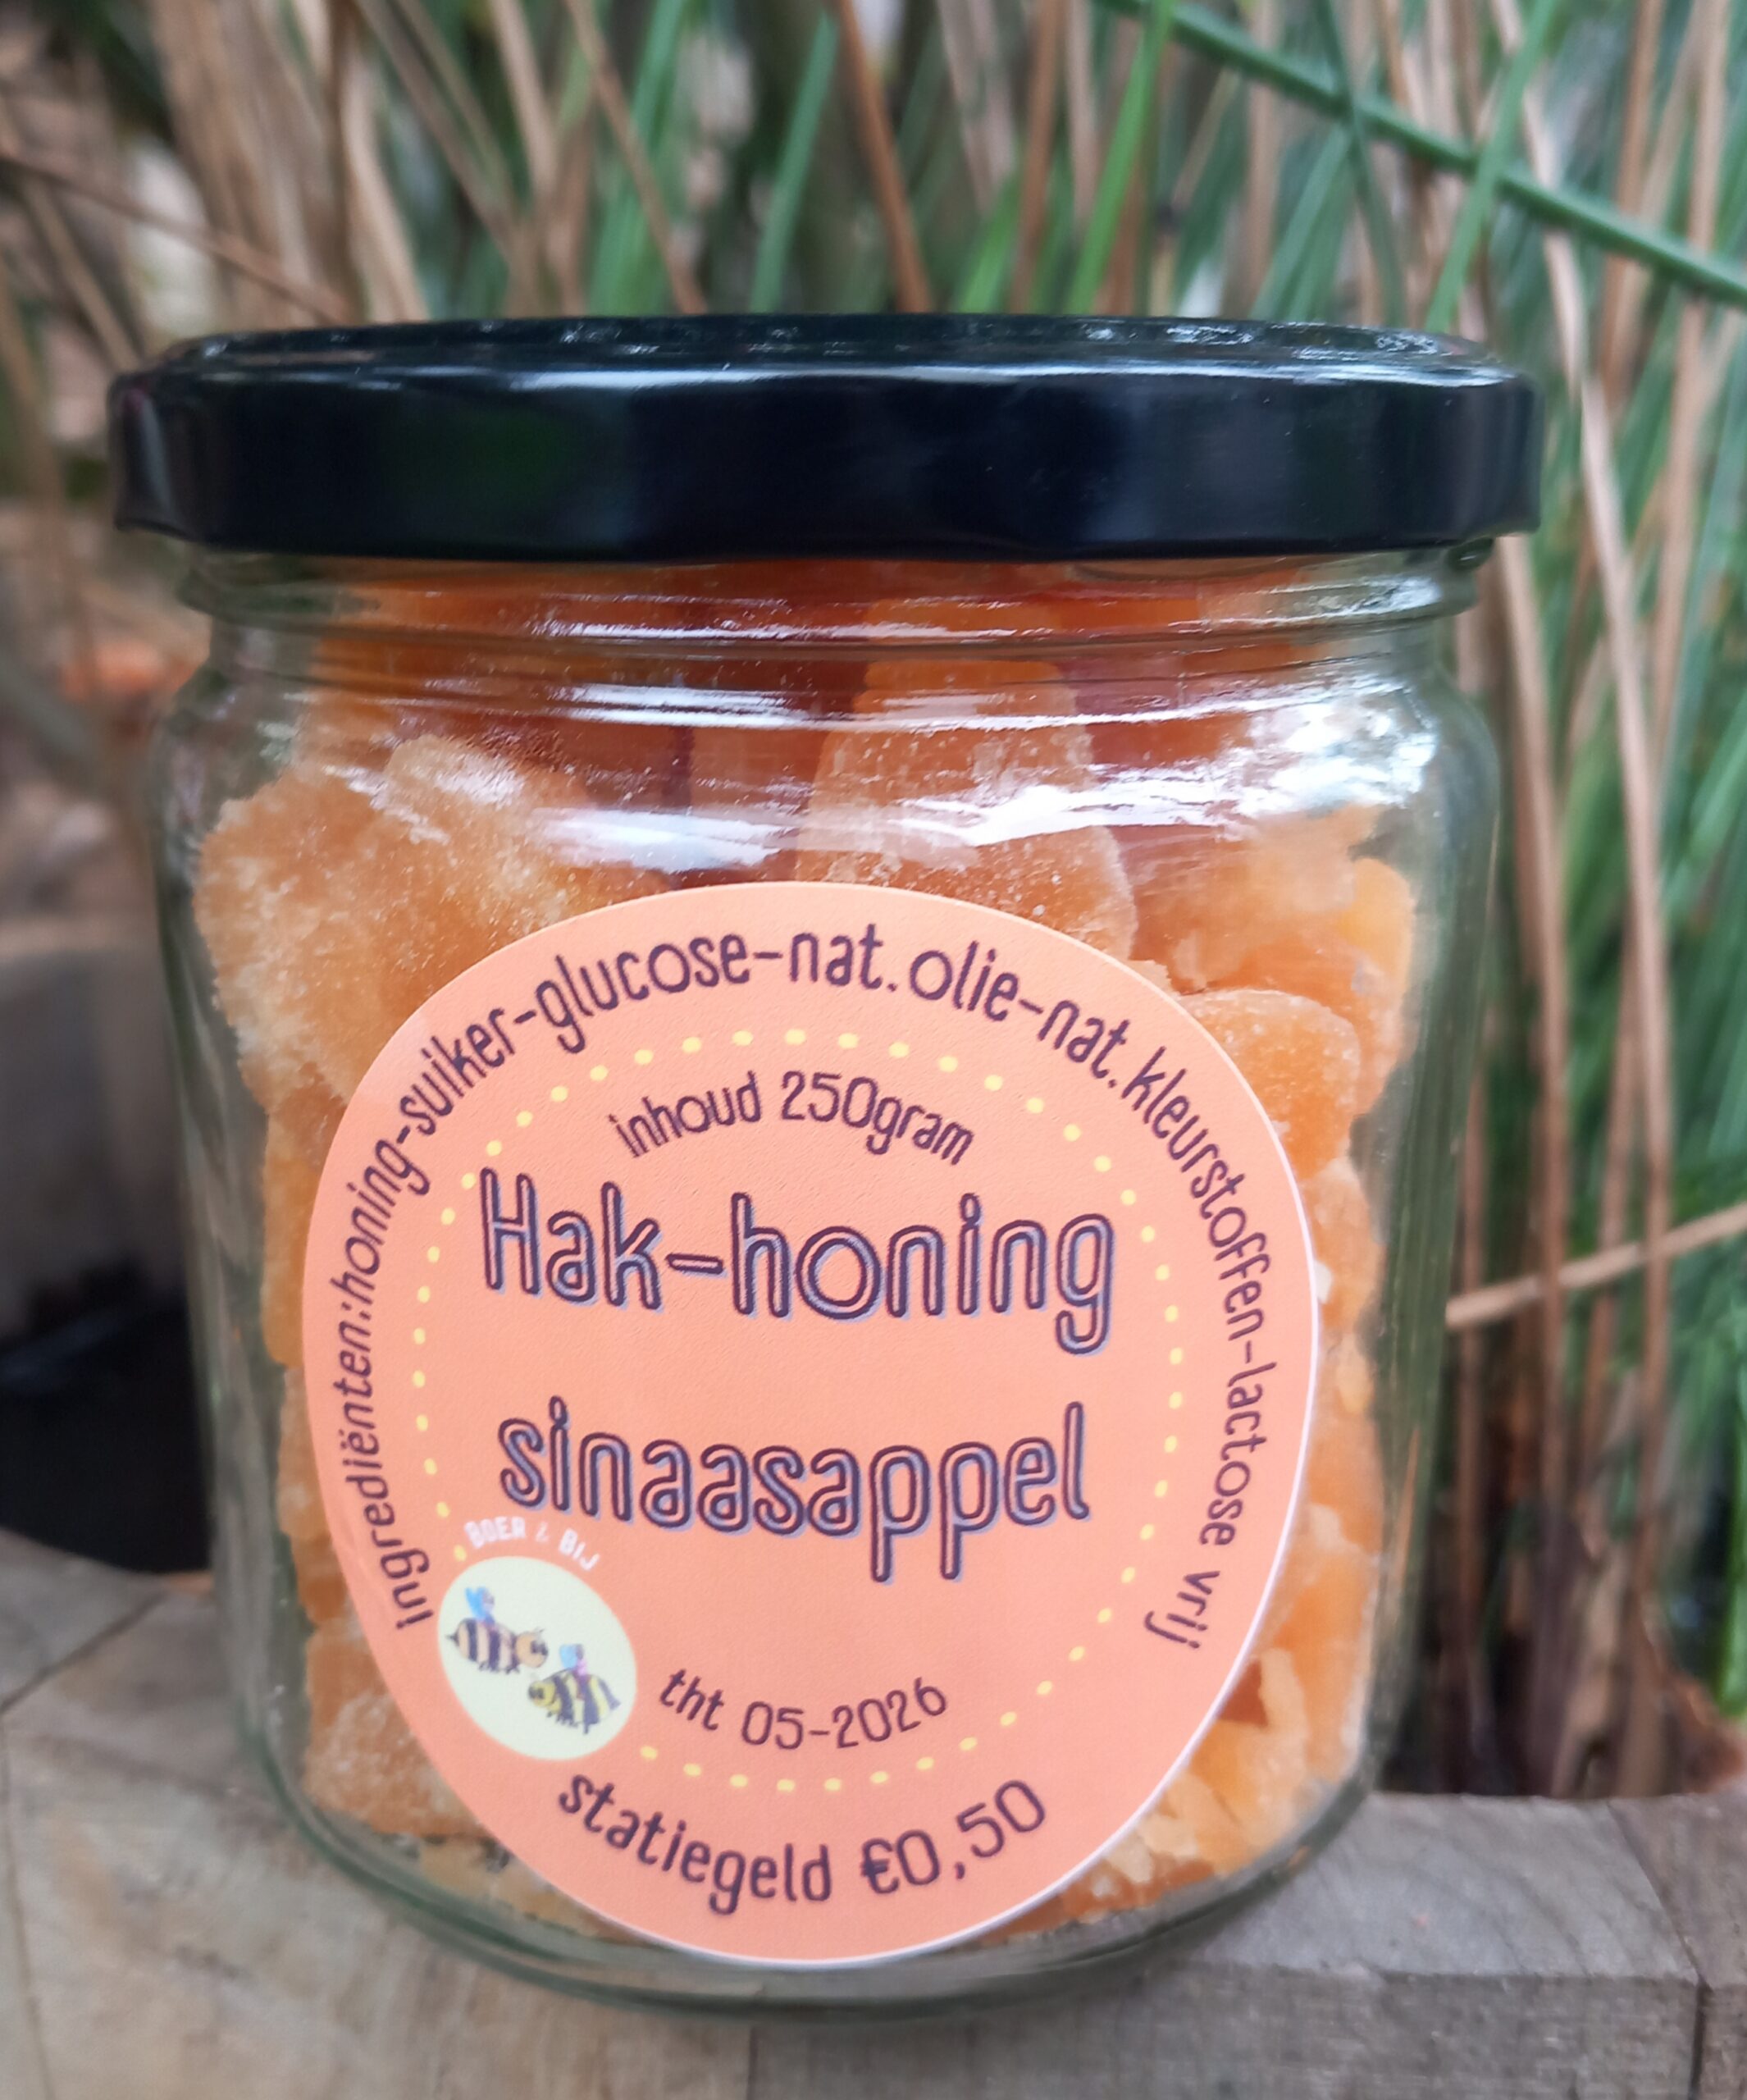 ingrediënten:honing-suiker-glucose-nat.olie-nat.kleurstoffen-lactose vrij
inhoud 250gram
Hak-honing
sinaasappel
BOER & BIJ
tht 05-2026
statiegeld €0,50